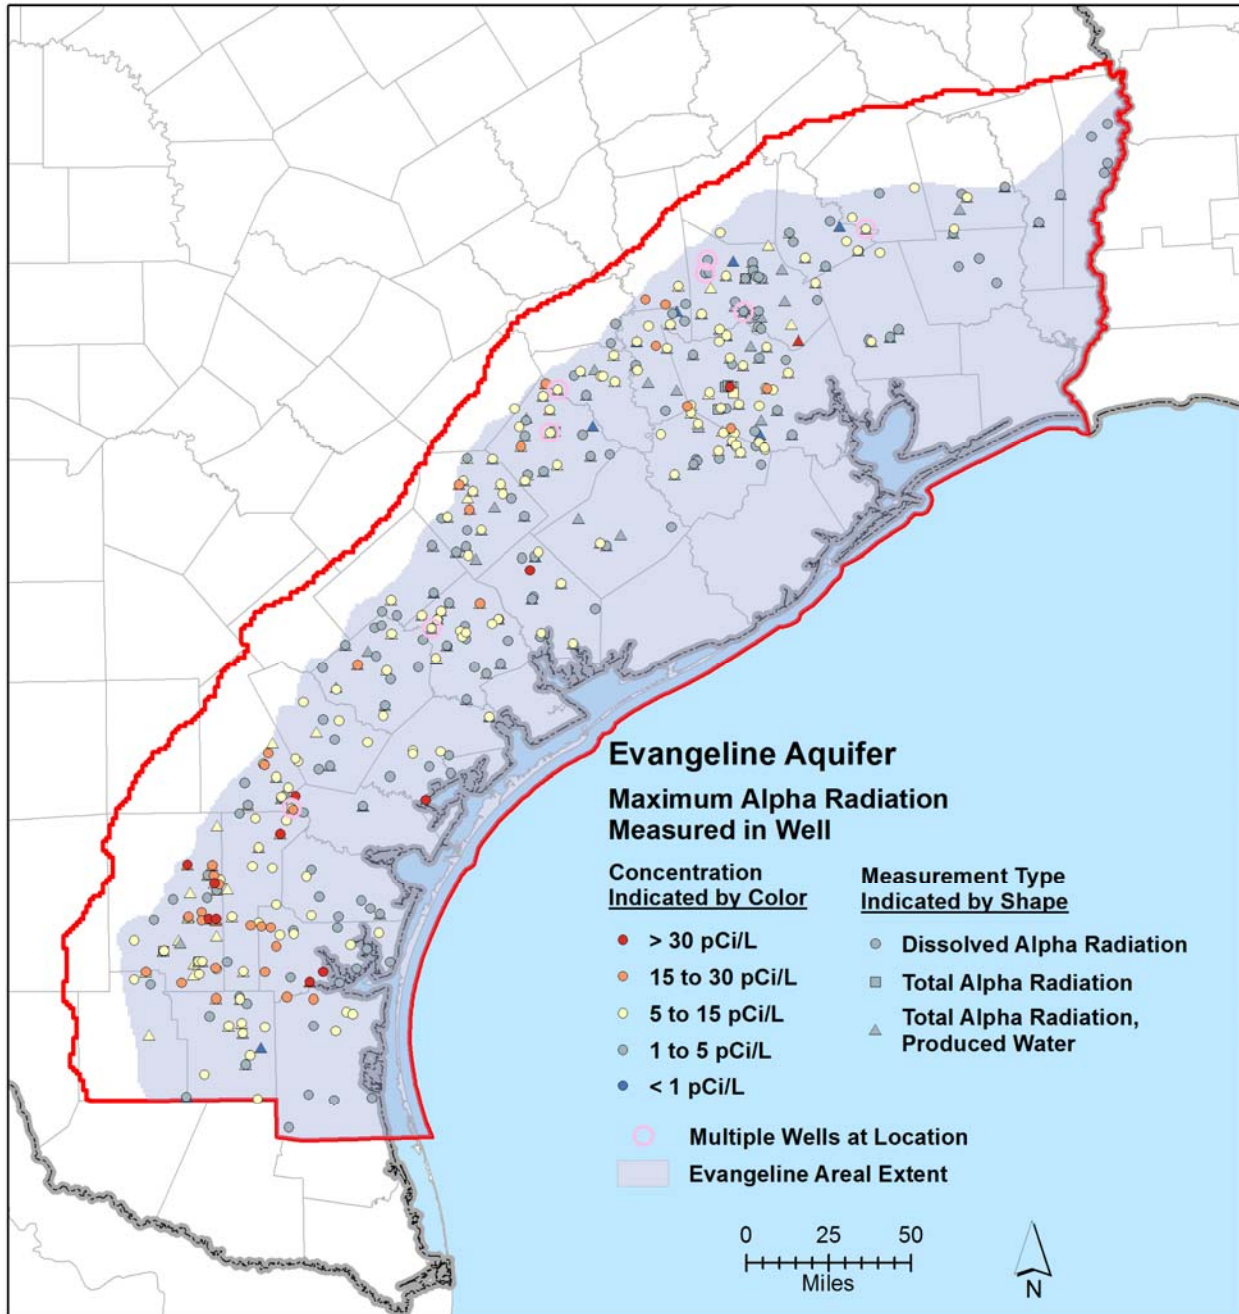 Evangeline Aquifer
Maximum Alpha Radiation
Measured in Well
Concentration
Indicated by Color
> 30 pCi/L
15 to 30 pCi/L
5 to 15 pCi/L
1 to 5 pCi/L
< 1 pCi/L
Measurement Type
Indicated by Shape
Dissolved Alpha Radiation
Total Alpha Radiation
Total Alpha Radiation,
Produced Water
Multiple Wells at Location
Evangeline Areal Extent
0 25 50
Miles
N